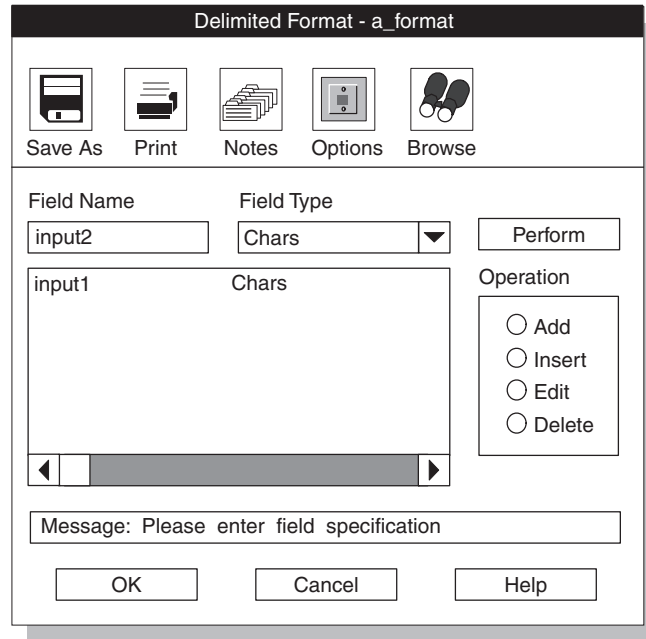 Delimited Format - a_format
Save As Print Notes Options Browse
Field Name Field Type
input2 Chars Perform
input1 Chars Operation
Add
Insert
Edit
Delete
Message: Please enter field specification
OK Cancel Help